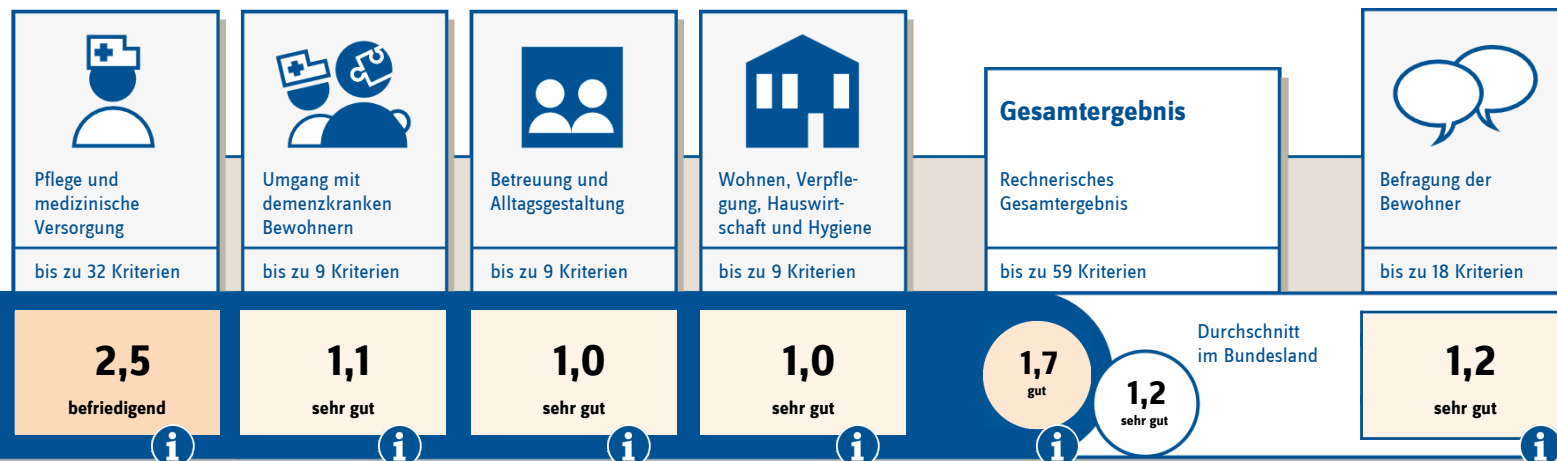 Pflege und
medizinische
Versorgung
bis zu 32 Kriterien
2,5
befriedigend
i
Umgang mit
demenzkranken
Bewohnern
bis zu 9 Kriterien
1,1
sehr gut
i
Betreuung und
Alltagsgestaltung
bis zu 9 Kriterien
1,0
sehr gut
i
Wohnen, Verpfle-
gung, Hauswirt-
schaft und Hygiene
bis zu 9 Kriterien
1,0
sehr gut
i
Gesamtergebnis
Rechnerisches
Gesamtergebnis
bis zu 59 Kriterien
1,7
gut
i
Durchschnitt
im Bundesland
1,2
sehr gut
Befragung der
Bewohner
bis zu 18 Kriterien
1,2
sehr gut
i